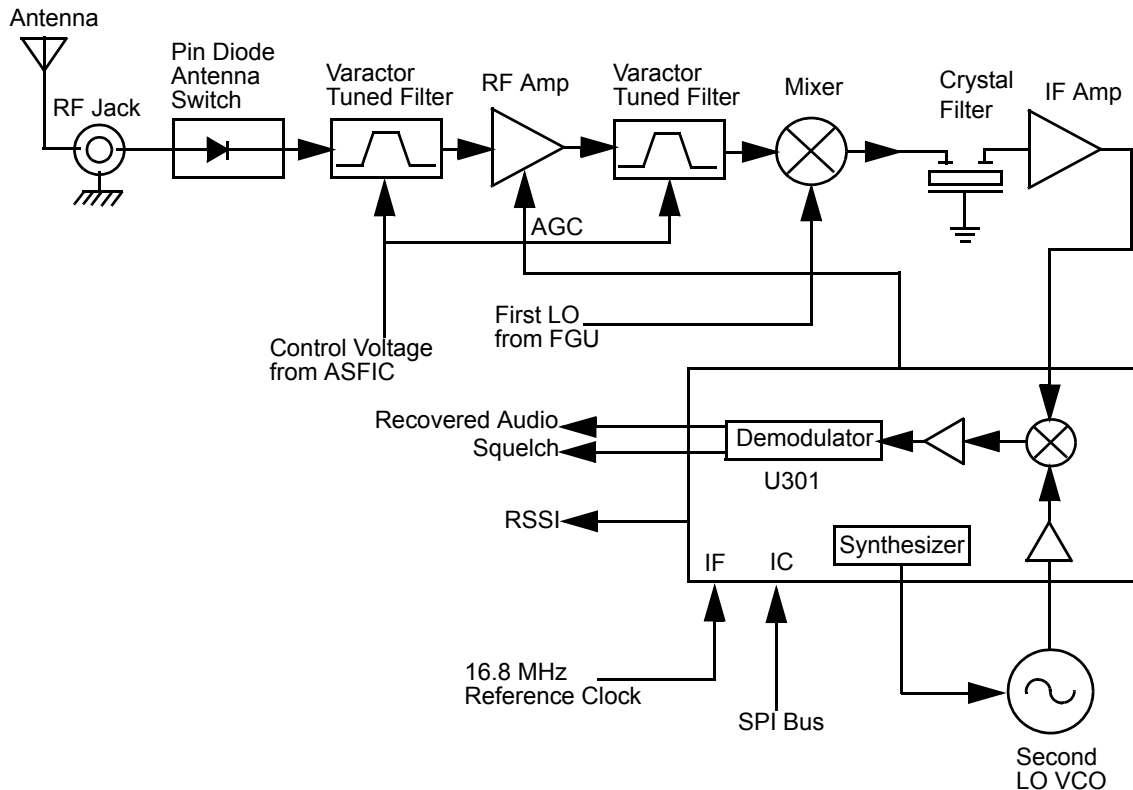 Antenna
RF Jack
Pin Diode
Antenna
Switch
Varactor
Tuned Filter
RF Amp
Varactor
Tuned Filter
Mixer
Crystal
Filter
IF Amp
AGC
First LO
from FGU
Control Voltage
from ASFIC
Recovered Audio
Squelch
Demodulator
U301
RSSI
Synthesizer
IF
IC
16.8 MHz
Reference Clock
SPI Bus
Second
LO VCO